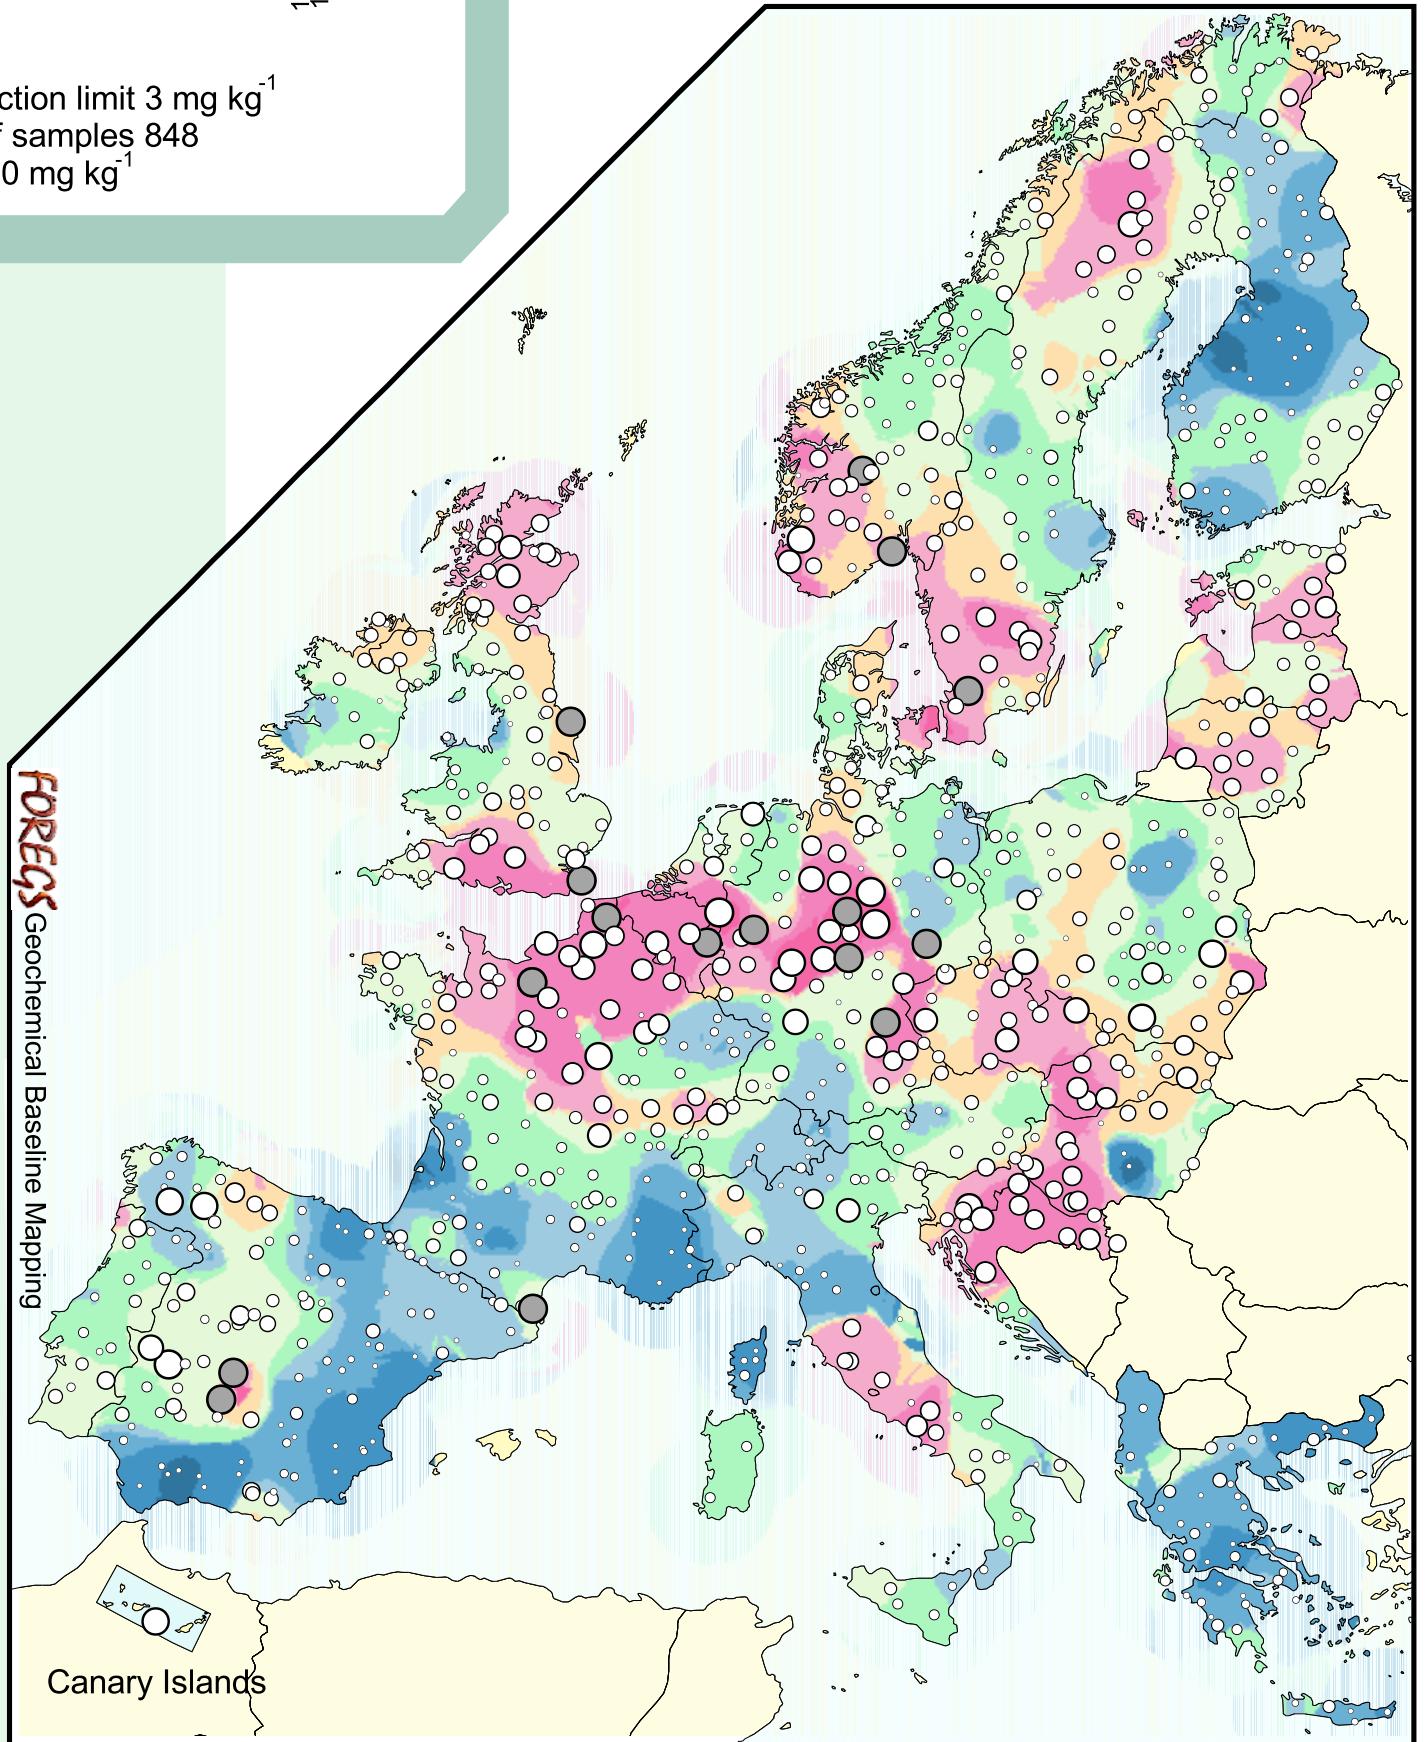 ction limit 3 mg kg-1
f samples 848
0 mg kg-1
FOREGS Geochemical Baseline Mapping
Canary Islands